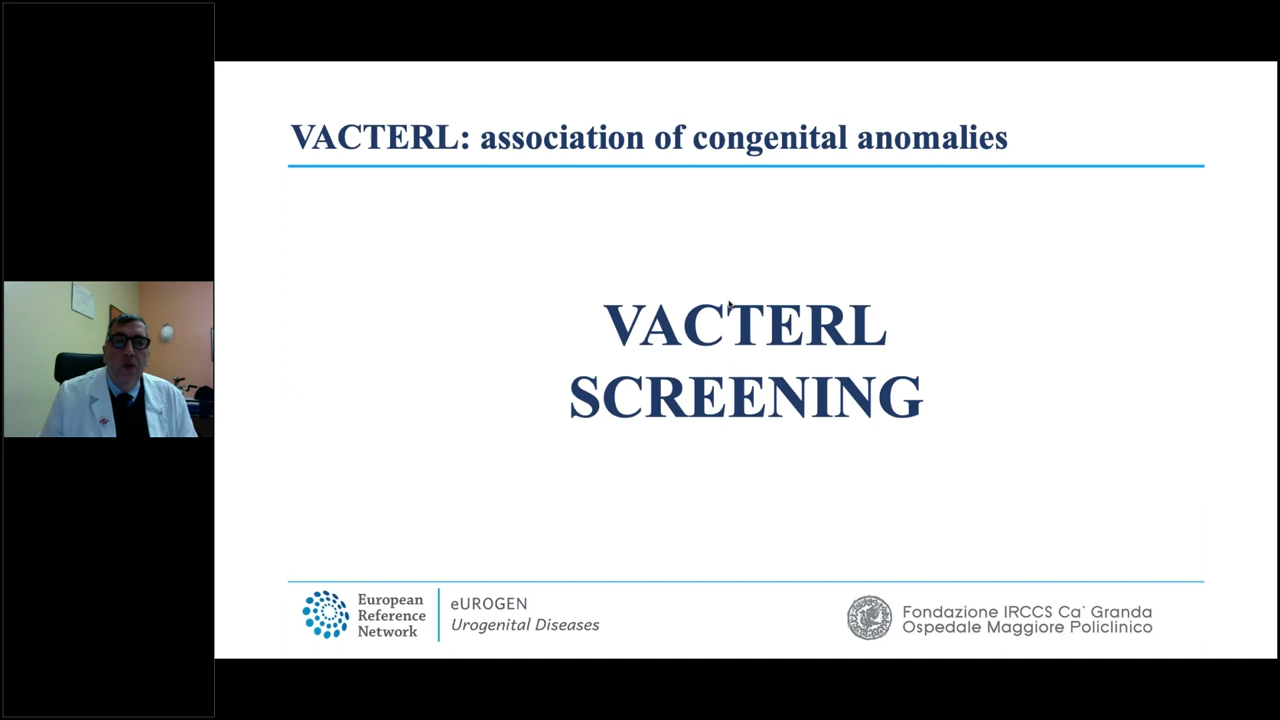 VACTERL: association of congenital anomalies
VACTERL
SCREENING
European
Reference
Network
eUROGEN
Urogenital Diseases
Fondazione IRCCS Ca' Granda
Ospedale Maggiore Policlinico